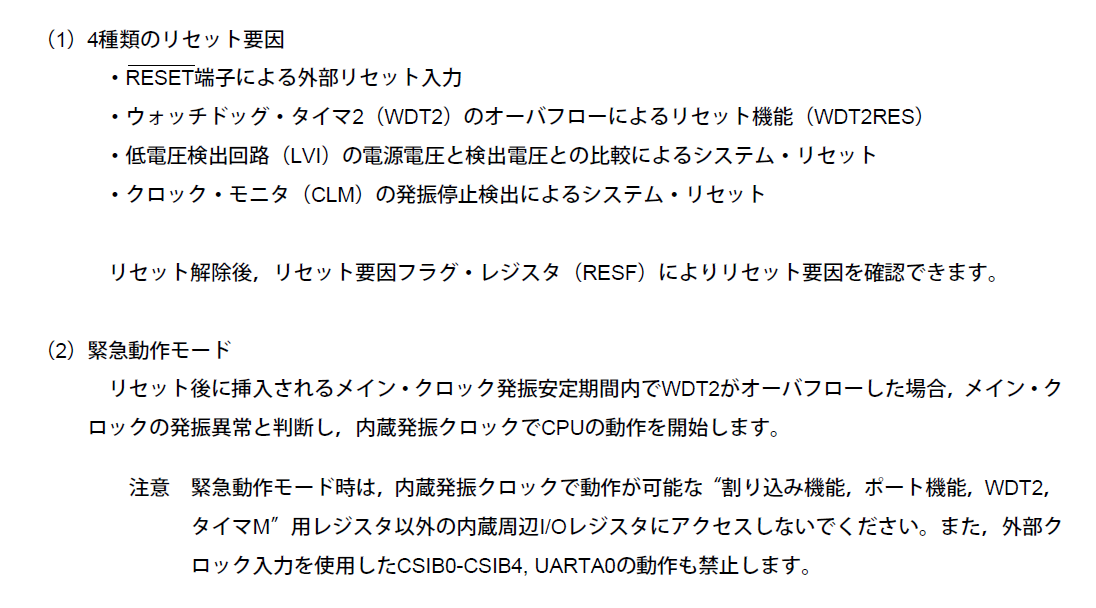 （1）4種類のリセット要因
・RESET端子による外部リセット入力
・ウォッチドッグ・タイマ2（WDT2）のオーバフローによるリセット機能（WDT2RES）
・低電圧検出回路（LVI）の電源電圧と検出電圧との比較によるシステム・リセット
・クロック・モニタ（CLM）の発振停止検出によるシステム・リセット
リセット解除後，リセット要因フラグ・レジスタ（RESF）によりリセット要因を確認できます。
（2）緊急動作モード
リセット後に挿入されるメイン・クロック発振安定期間内でWDT2がオーバフローした場合，メイン・ク
ロックの発振異常と判断し，内蔵発振クロックでCPUの動作を開始します。
注意　緊急動作モード時は，内蔵発振クロックで動作が可能な“割り込み機能，ポート機能，WDT2，
タイマM”用レジスタ以外の内蔵周辺I/Oレジスタにアクセスしないでください。また，外部ク
ロック入力を使用したCSIB0-CSIB4, UARTA0の動作も禁止します。